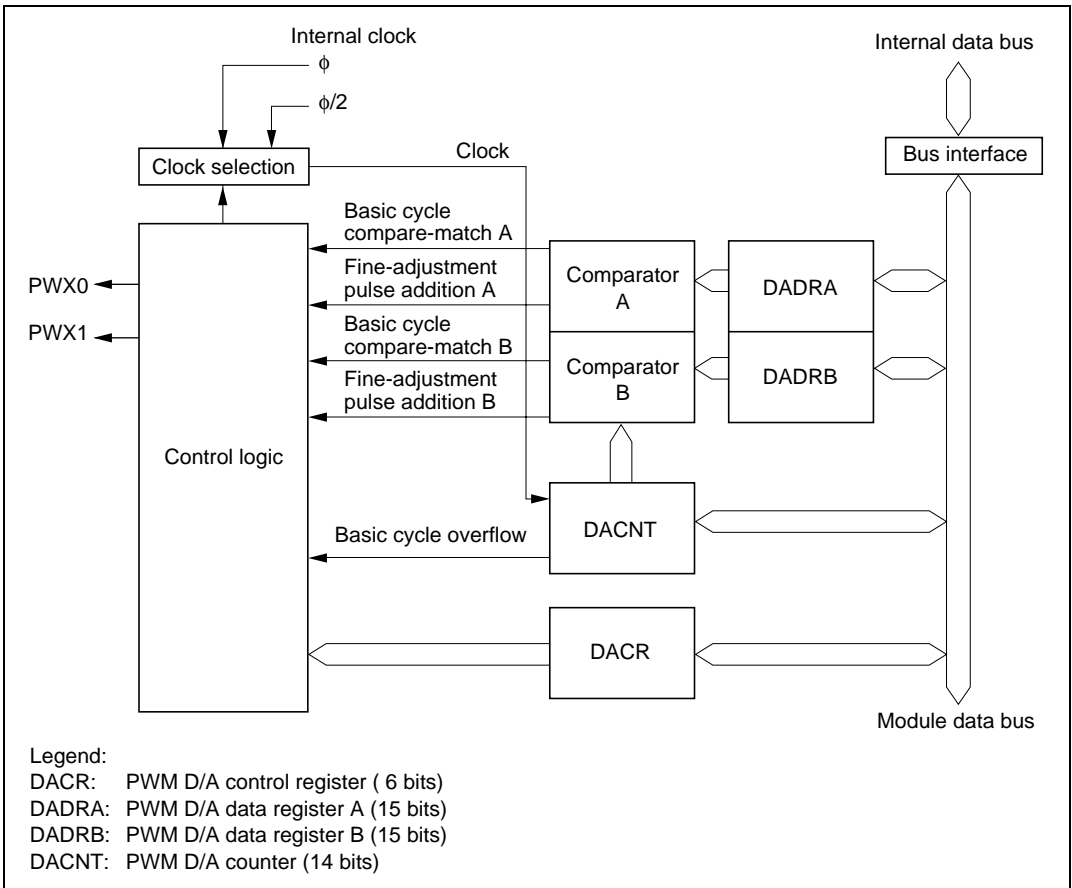 Internal clock
ϕ
ϕ/2
Internal data bus
Clock selection
Clock
Bus interface
Basic cycle
compare-match A
Fine-adjustment
pulse addition A
Basic cycle
compare-match B
Fine-adjustment
pulse addition B
PWX0
PWX1
Comparator
A
DADRA
Comparator
B
DADRB
Control logic
Basic cycle overflow
DACNT
DACR
Module data bus
Legend:
DACR: PWM D/A control register ( 6 bits)
DADRA: PWM D/A data register A (15 bits)
DADRB: PWM D/A data register B (15 bits)
DACNT: PWM D/A counter (14 bits)